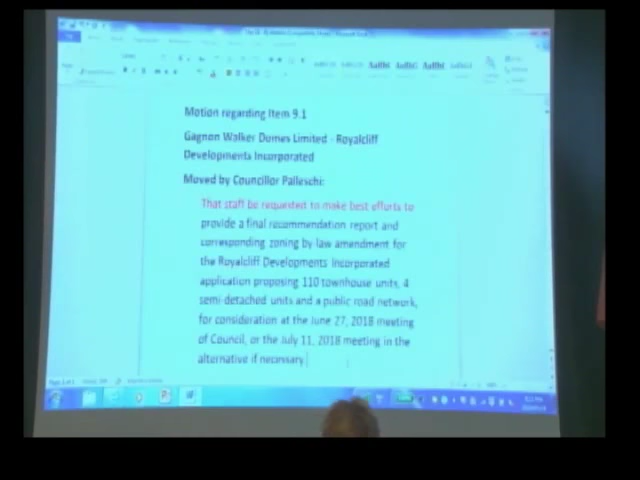 Motion regarding Item 9.1
Gagnon Walker Domes Limited - Royalcliff
Developments Incorporated
Moved by Councillor Palleschi:
That staff be requested to make best efforts to
provide a final recommendation report and
corresponding zoning by law amendment for
the Royalcliff Developments Incorporated
application proposing 110 townhouse units, 4
semi-detached units and a public road network,
for consideration at the June 27, 2018 meeting
of Council, or the July 11, 2018 meeting in the
alternative if necessary